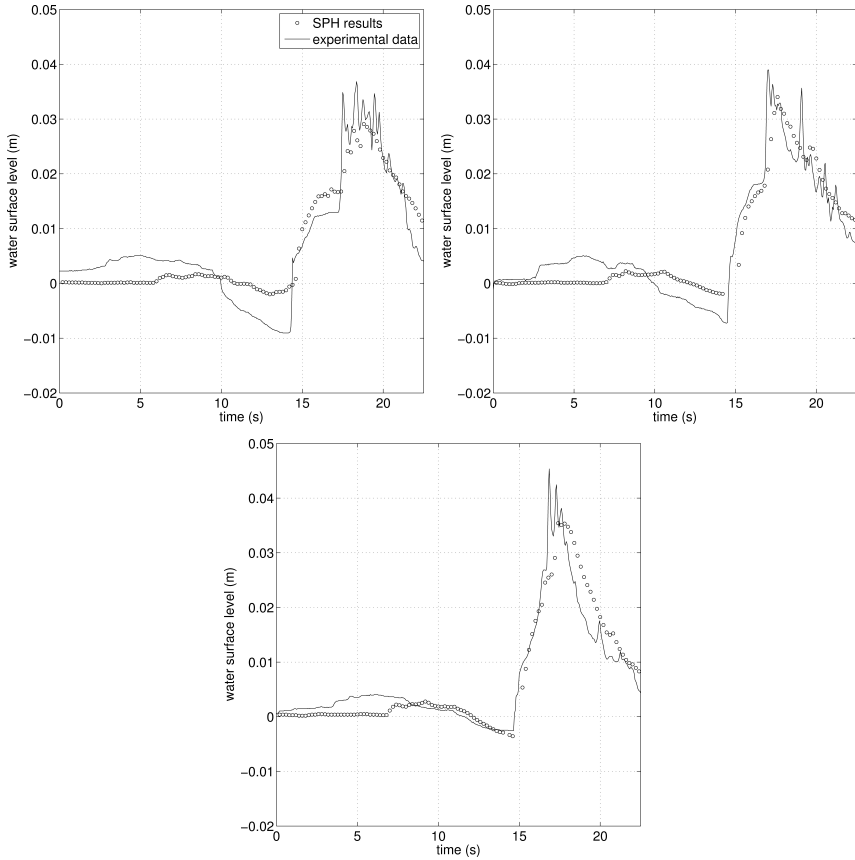 0.05
0.04
0.03
0.02
0.01
0
−0.01
−0.02
water surface level (m)
0 5 10 15 20
time (s)
SPH results
experimental data
0.05
0.04
0.03
0.02
0.01
0
−0.01
−0.02
water surface level (m)
0 5 10 15 20
time (s)
0.05
0.04
0.03
0.02
0.01
0
−0.01
−0.02
water surface level (m)
0 5 10 15 20
time (s)